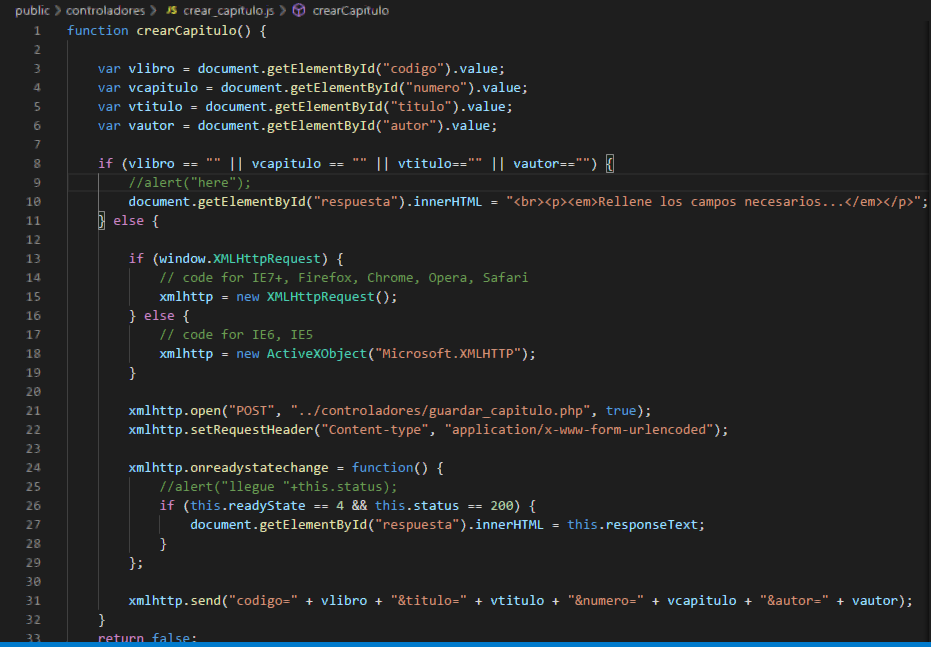 public > controladores > JS crear_capitulo.js > crearCapitulo
1 function crearCapitulo() {
2
3 var vlibro = document.getElementById("codigo").value;
4 var vcapitulo = document.getElementById("numero").value;
5 var vtitulo = document.getElementById("titulo").value;
6 var vautor = document.getElementById("autor").value;
7
8 if (vlibro == "" || vcapitulo == "" || vtitulo=="" || vautor=="") {
9 //alert("here");
10 document.getElementById("respuesta").innerHTML = "<br><p><em>Rellene los campos necesarios...</em></p>";
11 } else {
12
13 if (window.XMLHttpRequest) {
14 // code for IE7+, Firefox, Chrome, Opera, Safari
15 xmlhttp = new XMLHttpRequest();
16 } else {
17 // code for IE6, IE5
18 xmlhttp = new ActiveXObject("Microsoft.XMLHTTP");
19 }
20
21 xmlhttp.open("POST", "../controladores/guardar_capitulo.php", true);
22 xmlhttp.setRequestHeader("Content-type", "application/x-www-form-urlencoded");
23
24 xmlhttp.onreadystatechange = function() {
25 //alert("llegue "+this.status);
26 if (this.readyState == 4 && this.status == 200) {
27 document.getElementById("respuesta").innerHTML = this.responseText;
28 }
29 };
30
31 xmlhttp.send("codigo=" + vlibro + "&titulo=" + vtitulo + "&numero=" + vcapitulo + "&autor=" + vautor);
32 }
33 return false;